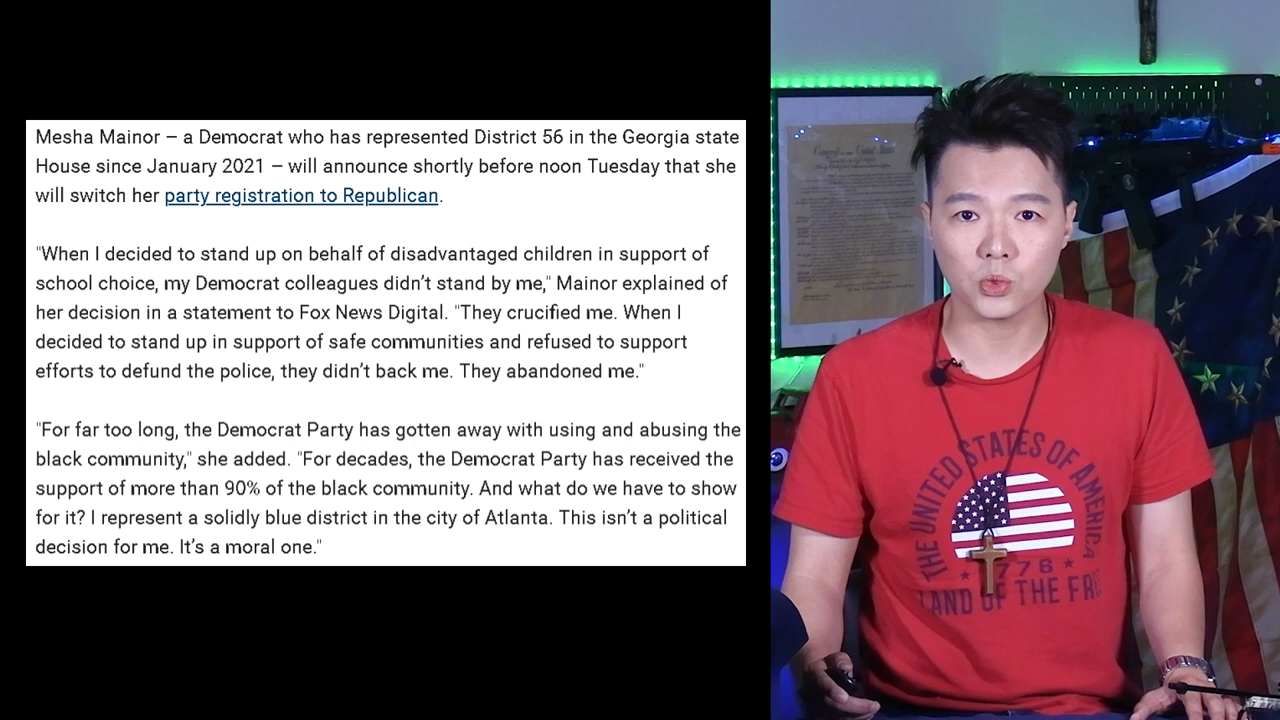 Mesha Mainor – a Democrat who has represented District 56 in the Georgia state
House since January 2021 – will announce shortly before noon Tuesday that she
will switch her party registration to Republican.
"When I decided to stand up on behalf of disadvantaged children in support of
school choice, my Democrat colleagues didn’t stand by me," Mainor explained of
her decision in a statement to Fox News Digital. "They crucified me. When I
decided to stand up in support of safe communities and refused to support
efforts to defund the police, they didn’t back me. They abandoned me."
"For far too long, the Democrat Party has gotten away with using and abusing the
black community," she added. "For decades, the Democrat Party has received the
support of more than 90% of the black community. And what do we have to show
for it? I represent a solidly blue district in the city of Atlanta. This isn’t a political
decision for me. It’s a moral one."
THE UNITED STATES OF AMERICA
1776
LAND OF THE